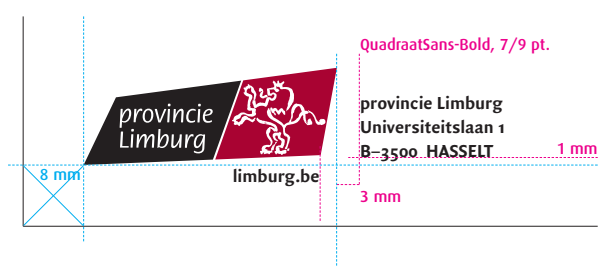 QuadraatSans-Bold, 7/9 pt.
provincie
Limburg
provincie Limburg
Universiteitslaan 1
B–3500 HASSELT
1 mm
8 mm
limburg.be
3 mm